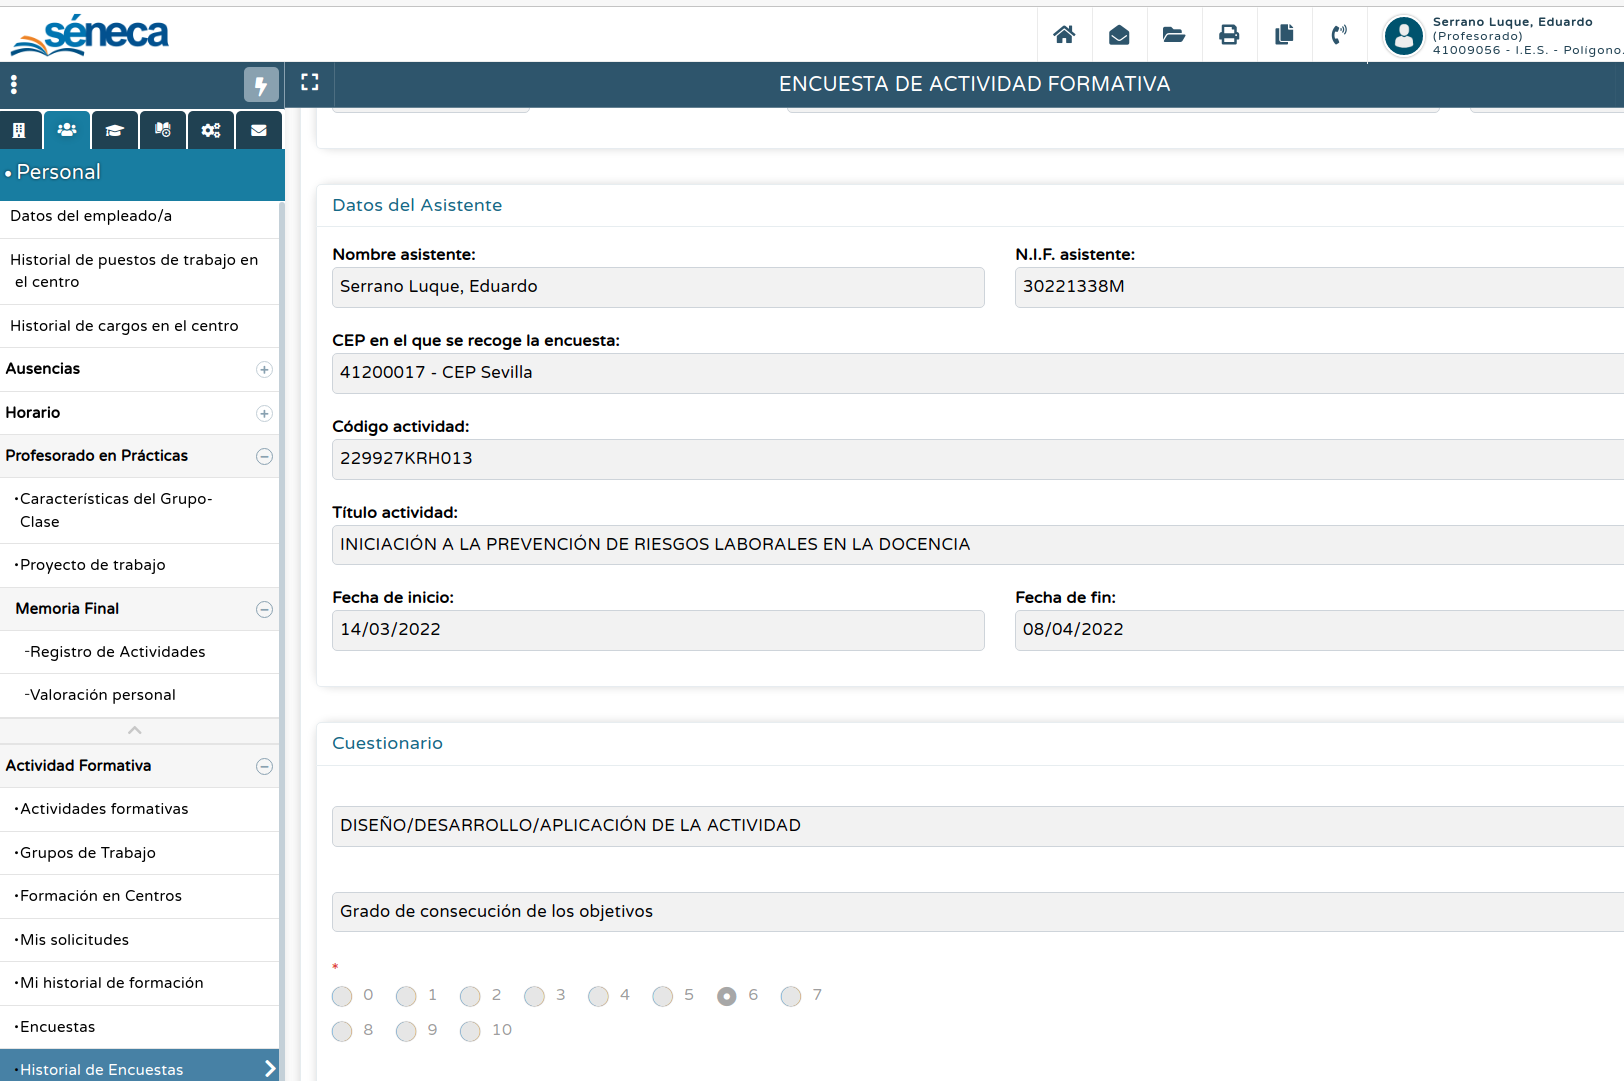 séneca
Serrano Luque, Eduardo
(Profesorado)
41009056 - I.E.S. - Polígono
ENCUESTA DE ACTIVIDAD FORMATIVA
• Personal
Datos del empleado/a
Historial de puestos de trabajo en
el centro
Historial de cargos en el centro
Ausencias
Horario
Profesorado en Prácticas
·Características del Grupo-
Clase
·Proyecto de trabajo
Memoria Final
-Registro de Actividades
-Valoración personal
Actividad Formativa
·Actividades formativas
·Grupos de Trabajo
·Formación en Centros
·Mis solicitudes
·Mi historial de formación
·Encuestas
·Historial de Encuestas
Datos del Asistente
Nombre asistente:
Serrano Luque, Eduardo
N.I.F. asistente:
30221338M
CEP en el que se recoge la encuesta:
41200017 - CEP Sevilla
Código actividad:
229927KRH013
Título actividad:
INICIACIÓN A LA PREVENCIÓN DE RIESGOS LABORALES EN LA DOCENCIA
Fecha de inicio:
14/03/2022
Fecha de fin:
08/04/2022
Cuestionario
DISEÑO/DESARROLLO/APLICACIÓN DE LA ACTIVIDAD
Grado de consecución de los objetivos
*
0 1 2 3 4 5 6 7
8 9 10